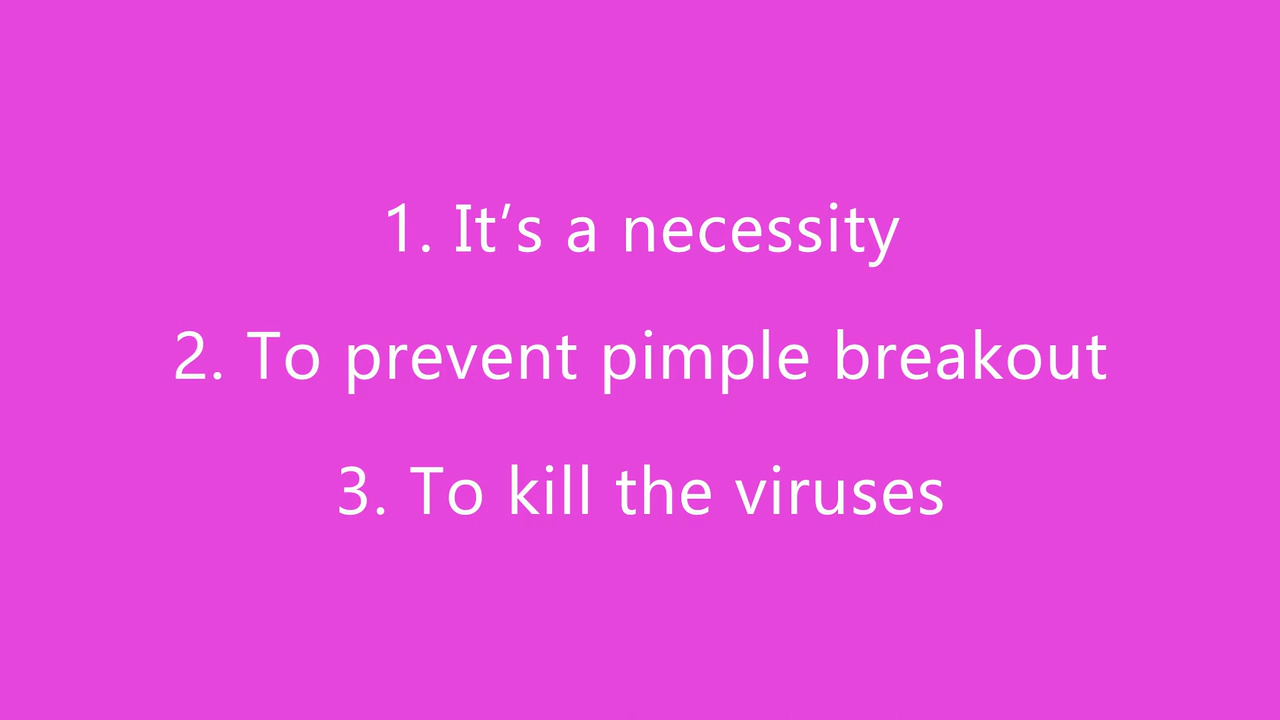 1. It’s a necessity
2. To prevent pimple breakout
3. To kill the viruses